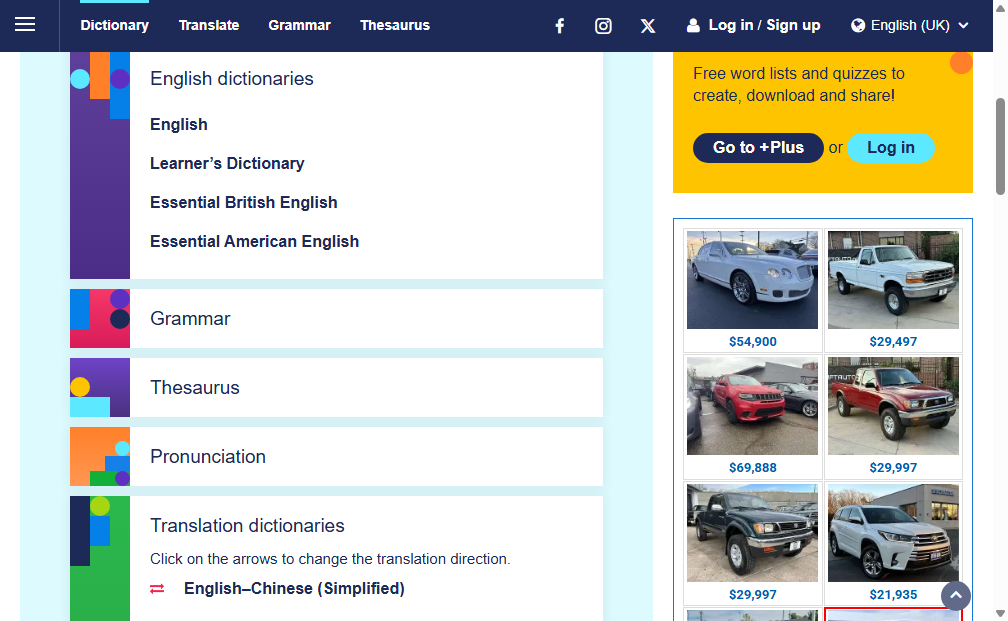 Dictionary
Translate
Grammar
Thesaurus
Log in / Sign up
English (UK)
English dictionaries
English
Learner’s Dictionary
Essential British English
Essential American English
Grammar
Thesaurus
Pronunciation
Translation dictionaries
Click on the arrows to change the translation direction.
English–Chinese (Simplified)
Free word lists and quizzes to
create, download and share!
Go to +Plus or Log in
$54,900
$29,497
$69,888
$29,997
$29,997
$21,935